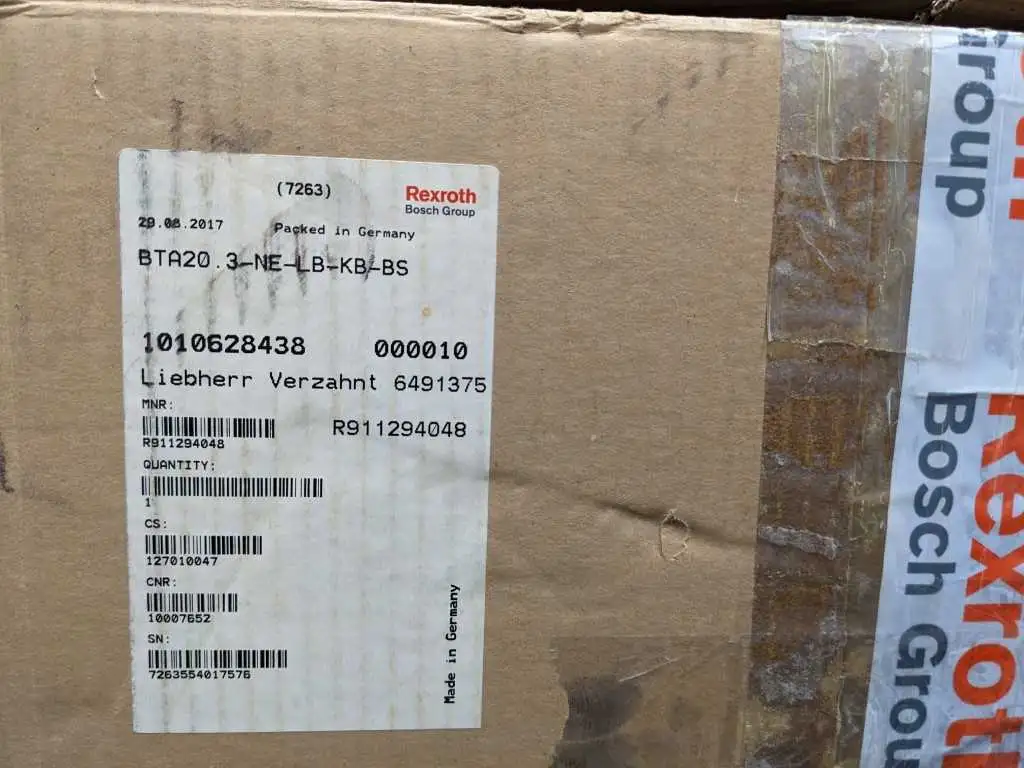 (7263)
Rexroth
Bosch Group
29.08.2017
Packed in Germany
BTA20.3-NE-LB-KB-BS
1010628438 000010
Liebherr Verzahnt 6491375
MNR:
R911294048
R911294048
QUANTITY:
1
CS:
127010047
CNR:
10007652
SN:
7263554017576
Made in Germany
Group
Rexroth
Bosch Group